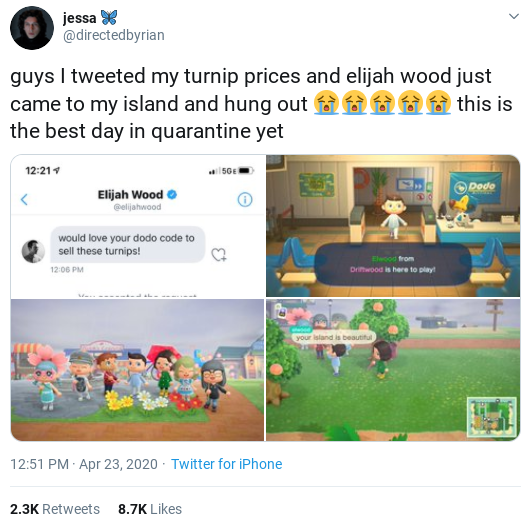 jessa 🦋
@directedbyrian
guys I tweeted my turnip prices and elijah wood just
came to my island and hung out 😭😭😭😭😭 this is
the best day in quarantine yet
12:21
5GE
Elijah Wood
@elijahwood
would love your dodo code to
sell these turnips!
12:06 PM
You accepted the request
Dodo
Elwood from
Driftwood is here to play!
elwood
your island is beautiful
12:51 PM · Apr 23, 2020 · Twitter for iPhone
2.3K Retweets 8.7K Likes